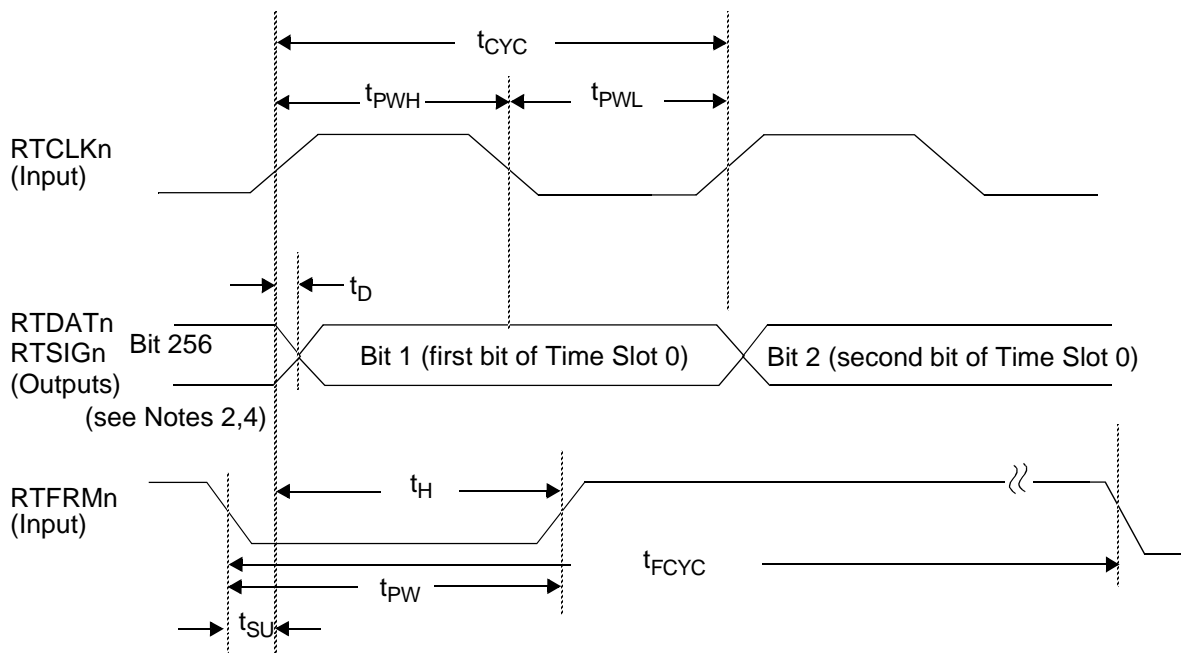 tCYC
tPWH
tPWL
RTCLKn
(Input)
tD
RTDATn
RTSIGn
(Outputs)
Bit 256
Bit 1 (first bit of Time Slot 0)
Bit 2 (second bit of Time Slot 0)
(see Notes 2,4)
RTFRMn
(Input)
tH
tFCYC
tPW
tSU